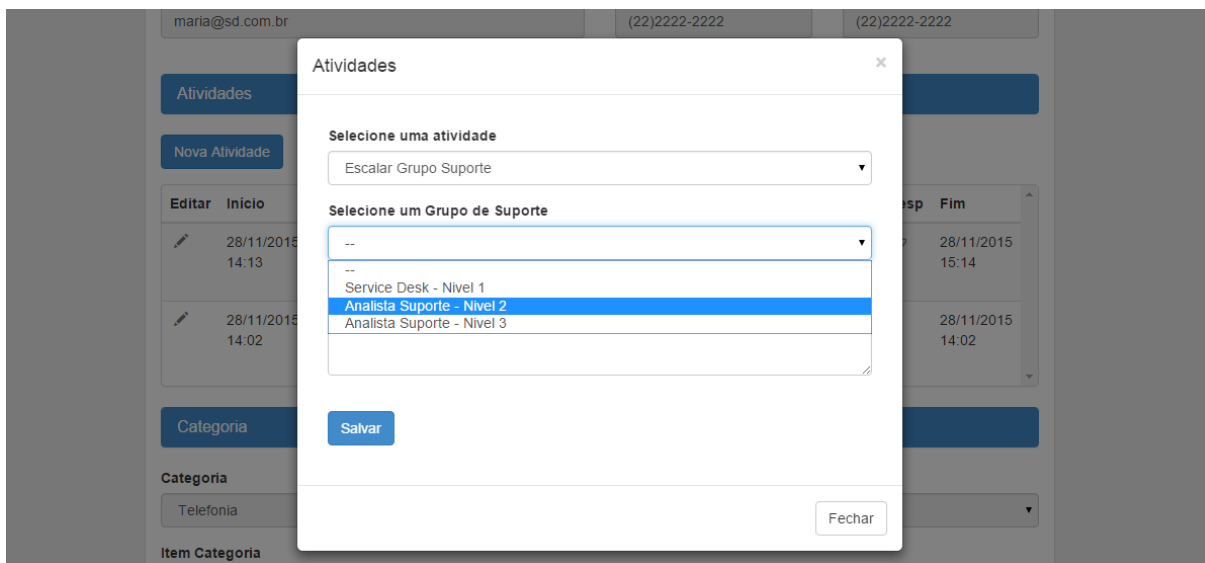 maria@sd.com.br (22)2222-2222 (22)2222-2222
Atividades ×
Atividades
Selecione uma atividade
Nova Atividade
Escalar Grupo Suporte
Editar Início esp Fim
Selecione um Grupo de Suporte
--
28/11/2015 28/11/2015
14:13 15:14
--
Service Desk - Nivel 1
Analista Suporte - Nivel 2
Analista Suporte - Nivel 3
28/11/2015 28/11/2015
14:02 14:02
Categoria
Salvar
Categoria
Telefonia
Fechar
Item Categoria